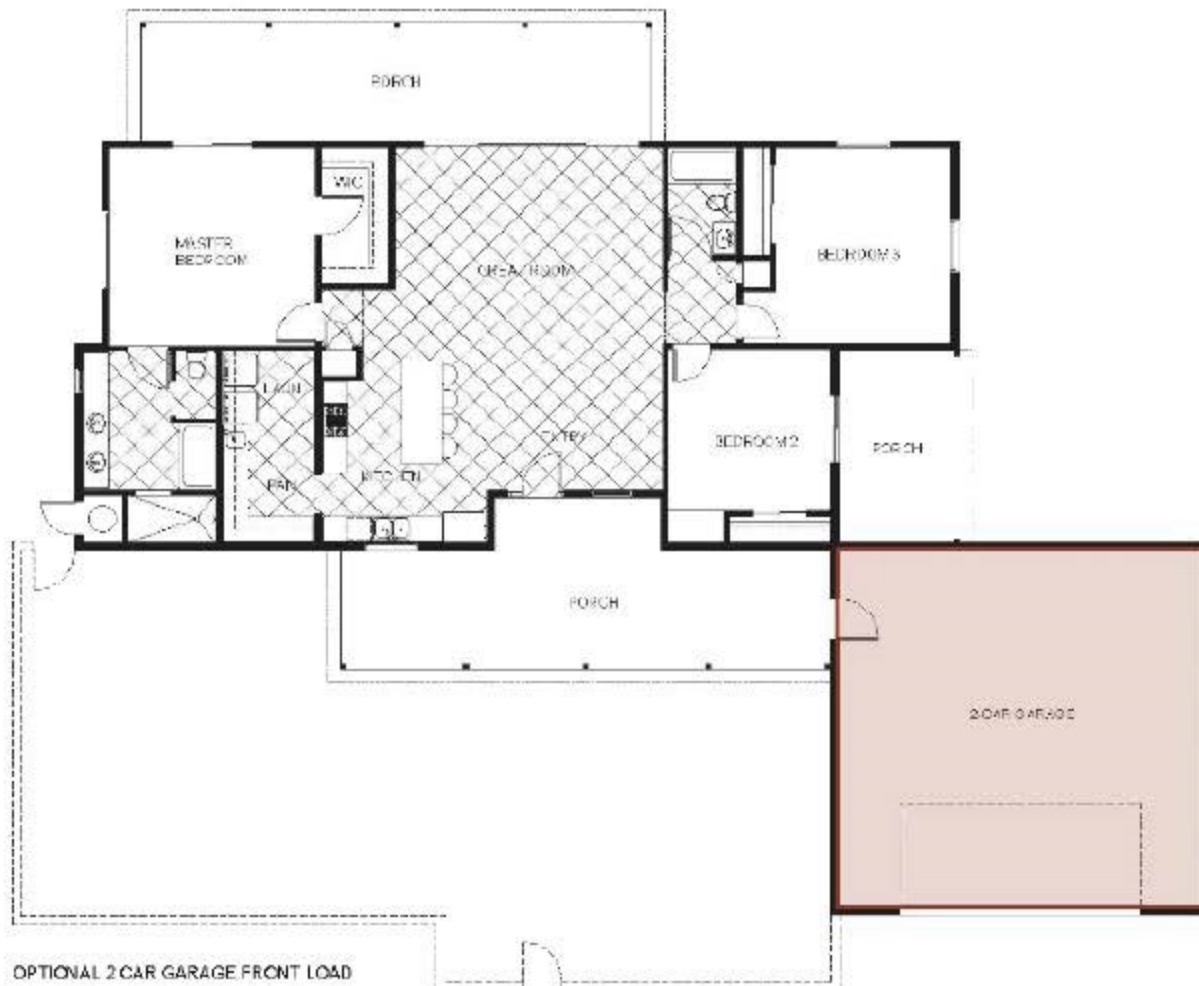 PORCH
WIC
MASTER
BEDROOM
GREAT ROOM
BEDROOM 3
LAUN
ENTRY
BEDROOM 2
PORCH
KITCHEN
PAN
PORCH
2-CAR GARAGE
OPTIONAL 2 CAR GARAGE FRONT LOAD